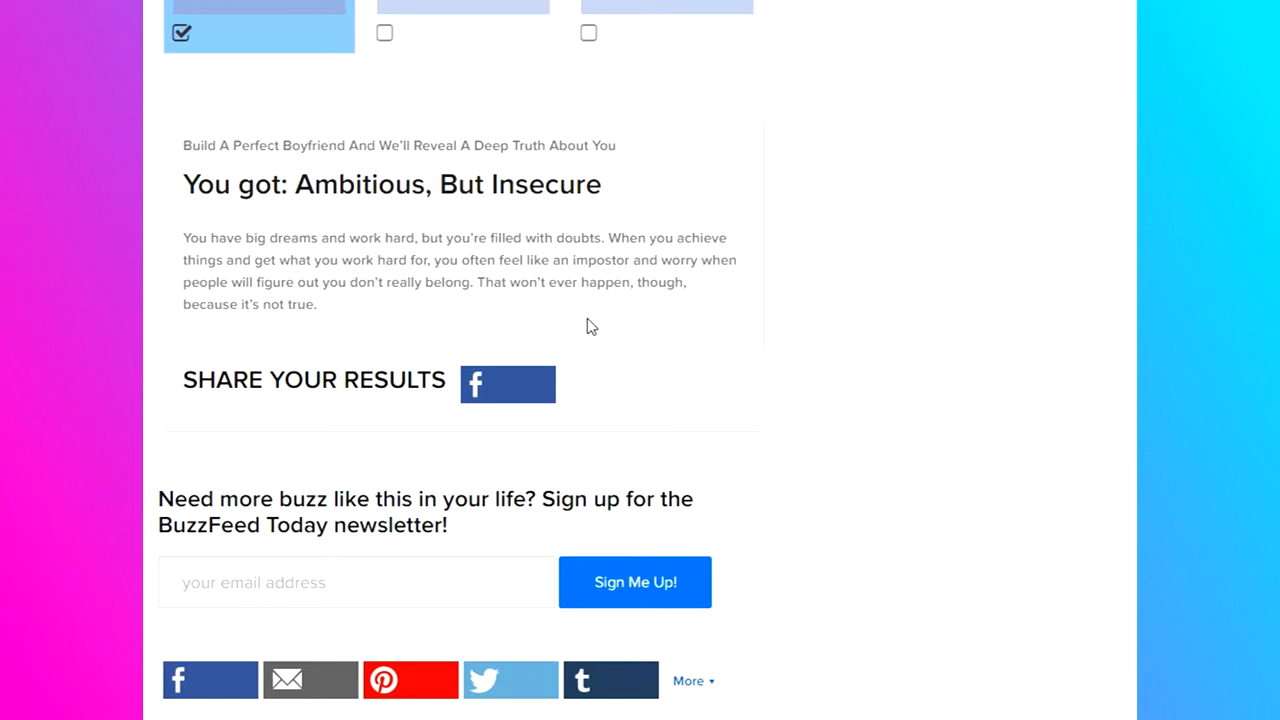 Build A Perfect Boyfriend And We'll Reveal A Deep Truth About You
You got: Ambitious, But Insecure
You have big dreams and work hard, but you're filled with doubts. When you achieve
things and get what you work hard for, you often feel like an impostor and worry when
people will figure out you don't really belong. That won't ever happen, though,
because it's not true.
SHARE YOUR RESULTS
Need more buzz like this in your life? Sign up for the
BuzzFeed Today newsletter!
your email address
Sign Me Up!
More